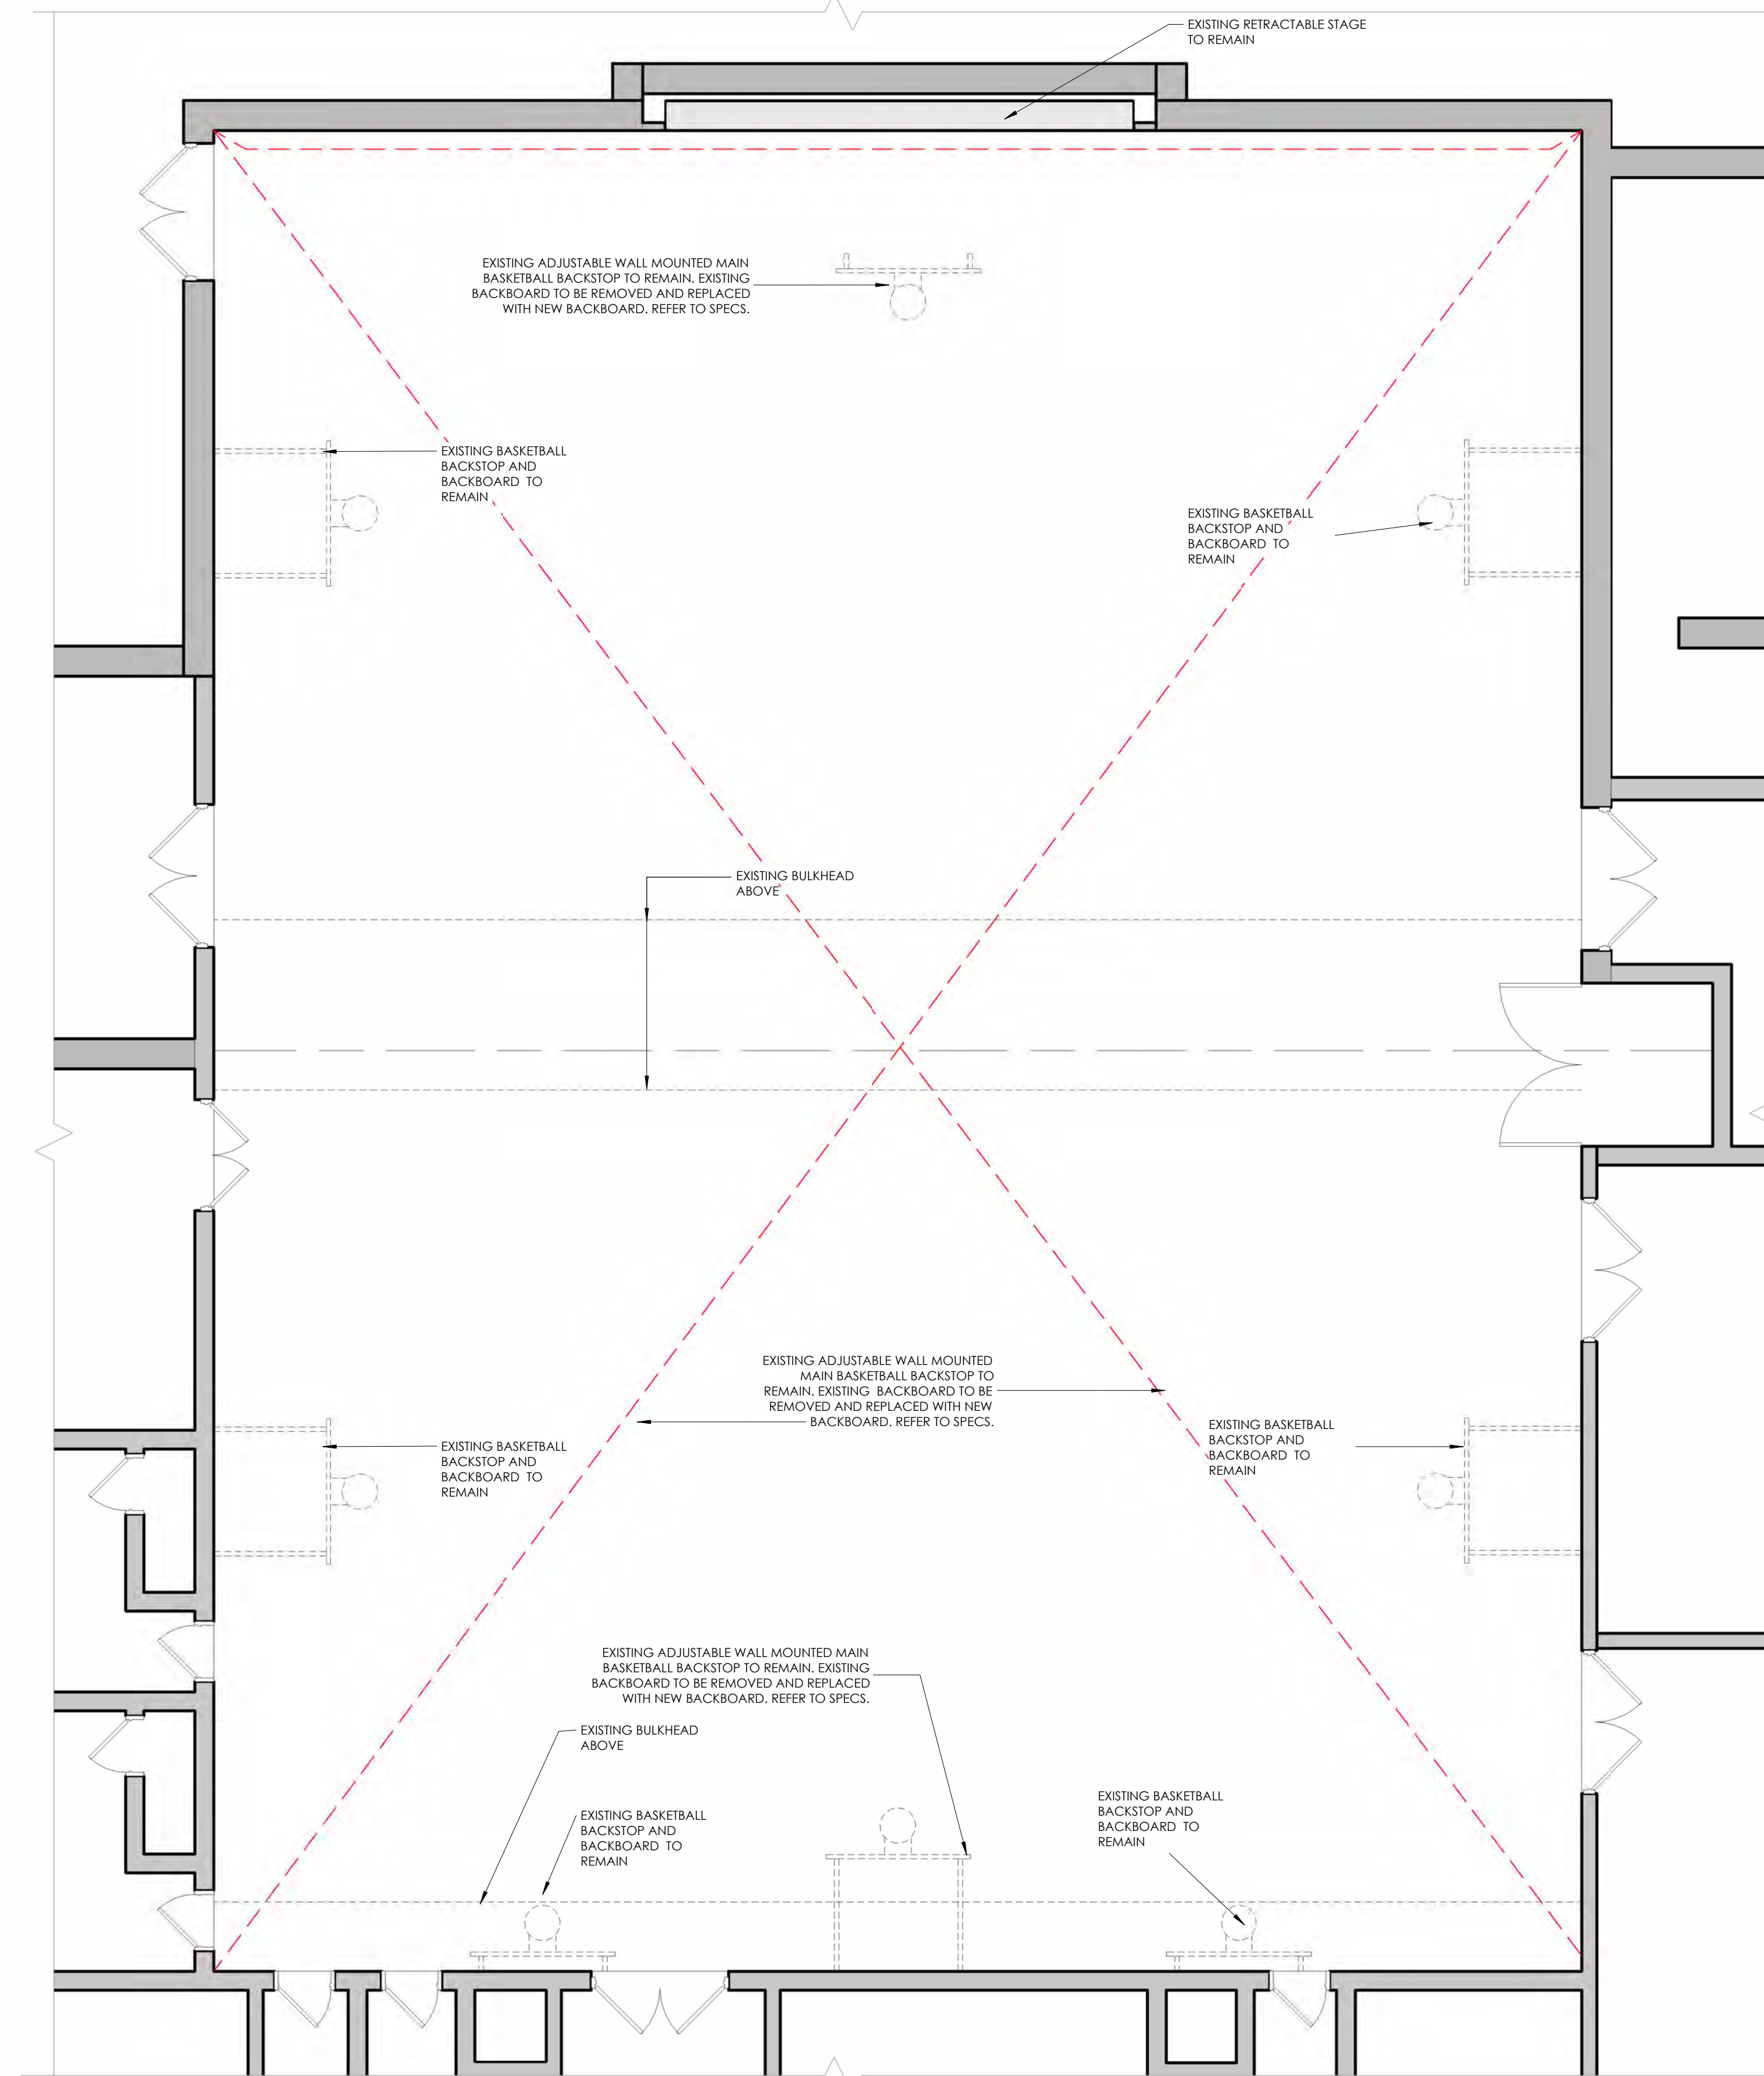 EXISTING RETRACTABLE STAGE
TO REMAIN
EXISTING ADJUSTABLE WALL MOUNTED MAIN
BASKETBALL BACKSTOP TO REMAIN. EXISTING
BACKBOARD TO BE REMOVED AND REPLACED
WITH NEW BACKBOARD. REFER TO SPECS.
EXISTING BASKETBALL
BACKSTOP AND
BACKBOARD TO
REMAIN
EXISTING BASKETBALL
BACKSTOP AND
BACKBOARD TO
REMAIN
EXISTING BULKHEAD
ABOVE
EXISTING ADJUSTABLE WALL MOUNTED
MAIN BASKETBALL BACKSTOP TO
REMAIN. EXISTING BACKBOARD TO BE
REMOVED AND REPLACED WITH NEW
BACKBOARD. REFER TO SPECS.
EXISTING BASKETBALL
BACKSTOP AND
BACKBOARD TO
REMAIN
EXISTING BASKETBALL
BACKSTOP AND
BACKBOARD TO
REMAIN
EXISTING ADJUSTABLE WALL MOUNTED MAIN
BASKETBALL BACKSTOP TO REMAIN. EXISTING
BACKBOARD TO BE REMOVED AND REPLACED
WITH NEW BACKBOARD. REFER TO SPECS.
EXISTING BULKHEAD
ABOVE
EXISTING BASKETBALL
BACKSTOP AND
BACKBOARD TO
REMAIN
EXISTING BASKETBALL
BACKSTOP AND
BACKBOARD TO
REMAIN